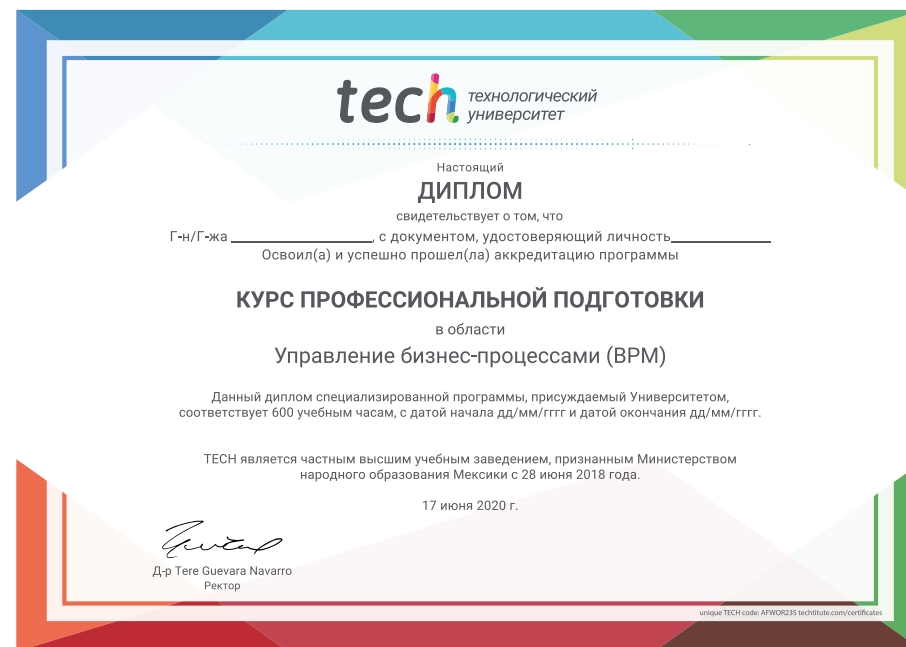 tech технологический
университет
Настоящий
ДИПЛОМ
свидетельствует о том, что
Г-н/Г-жа ____________________, с документом, удостоверяющий личность______________
Освоил(а) и успешно прошел(ла) аккредитацию программы
КУРС ПРОФЕССИОНАЛЬНОЙ ПОДГОТОВКИ
в области
Управление бизнес-процессами (BPM)
Данный диплом специализированной программы, присуждаемый Университетом,
соответствует 600 учебным часам, с датой начала дд/мм/гггг и датой окончания дд/мм/гггг.
TECH является частным высшим учебным заведением, признанным Министерством
народного образования Мексики с 28 июня 2018 года.
17 июня 2020 г.
Д-р Tere Guevara Navarro
Ректор
unique TECH code: AFWOR23S techtitute.com/certificates